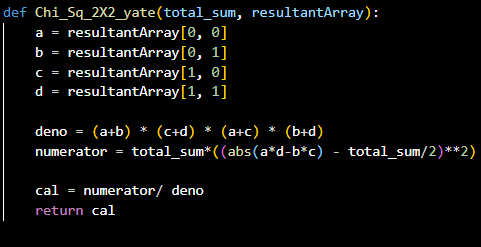 def Chi_Sq_2X2_yate(total_sum, resultantArray):
    a = resultantArray[0, 0]
    b = resultantArray[0, 1]
    c = resultantArray[1, 0]
    d = resultantArray[1, 1]
    deno = (a+b) * (c+d) * (a+c) * (b+d)
    numerator = total_sum*((abs(a*d-b*c) - total_sum/2)**2)
    cal = numerator/ deno
    return cal